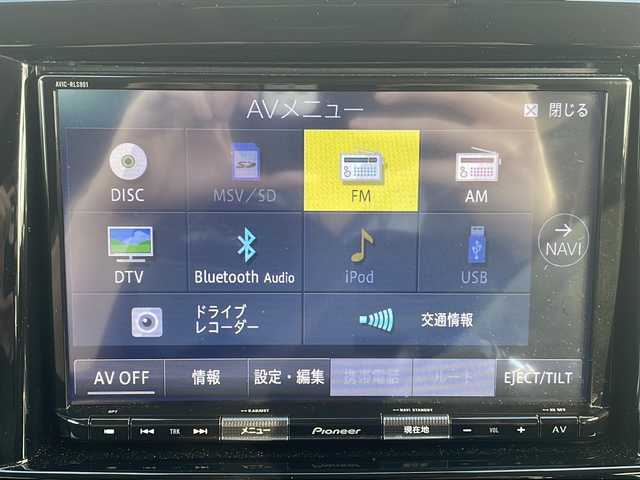 AVIC-RLS901
AVメニュー
閉じる
DISC
MSV／SD
FM
AM
DTV
Bluetooth Audio
iPod
USB
NAVI
ドライブ
レコーダー
交通情報
AV OFF
情報
設定・編集
携帯電話
ルート
EJECT/TILT
TRK
メニュー
Pioneer
NAVI STANDBY
現在地
VOL
AV